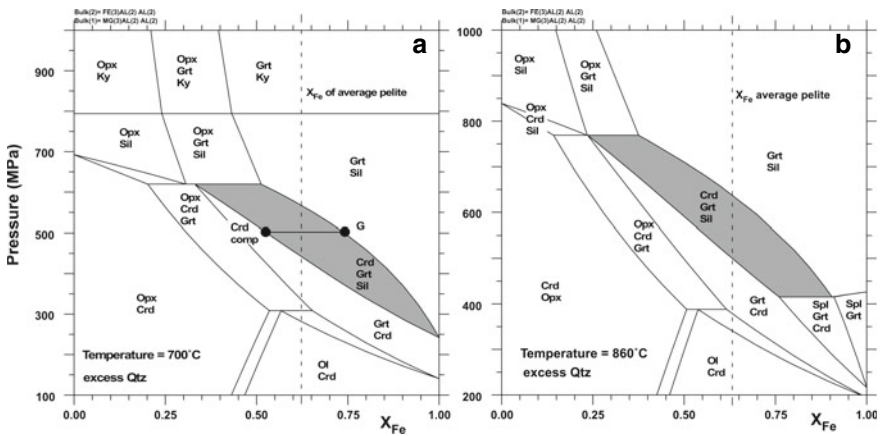 Bulk(2)= FE(3)AL(2) AL(2)
Bulk(1)= MG(3)AL(2)AL(2)
a
Pressure (MPa)
900
700
500
300
100
Opx
Ky
Opx
Grt
Ky
Grt
Ky
X Fe of average pelite
Opx
Sil
Opx
Grt
Sil
Grt
Sil
Opx
Crd
Grt
Crd
comp
G
Crd
Grt
Sil
Opx
Crd
Grt
Crd
Temperature = 700˚C
excess Qtz
Ol
Crd
0.00
0.25
0.50
0.75
1.00
X Fe
Bulk(2)= FE(3)AL(2) AL(2)
Bulk(1)= MG(3)AL(2)AL(2)
b
1000
800
600
400
200
Opx
Sil
Opx
Grt
Sil
X Fe average pelite
Opx
Crd
Sil
Grt
Sil
Crd
Grt
Sil
Opx
Crd
Grt
Crd
Opx
Grt
Crd
Spl
Grt
Crd
Spl
Grt
Temperature = 860˚C
excess Qtz
Ol
Crd
0.00
0.25
0.50
0.75
1.00
X Fe